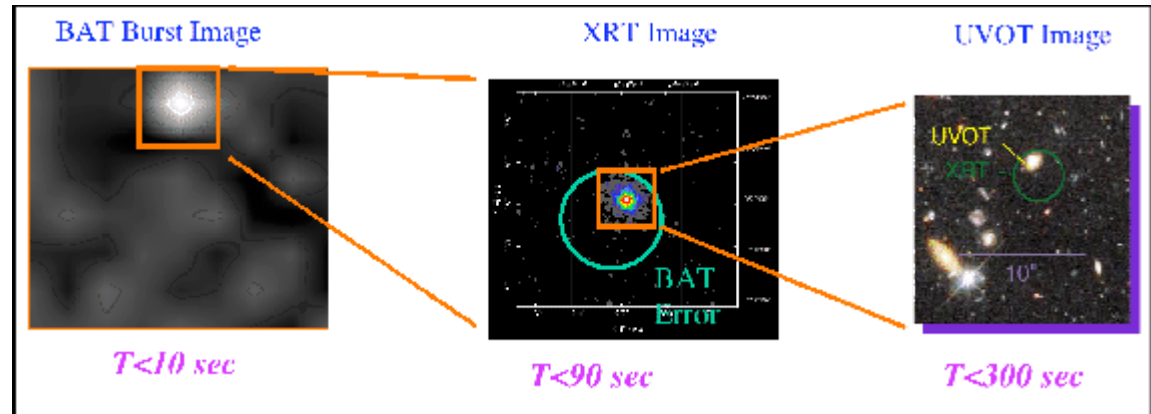 BAT Burst Image
XRT Image
UVOT Image
UVOT
XRT
BAT
Error
10"
T<10 sec
T<90 sec
T<300 sec